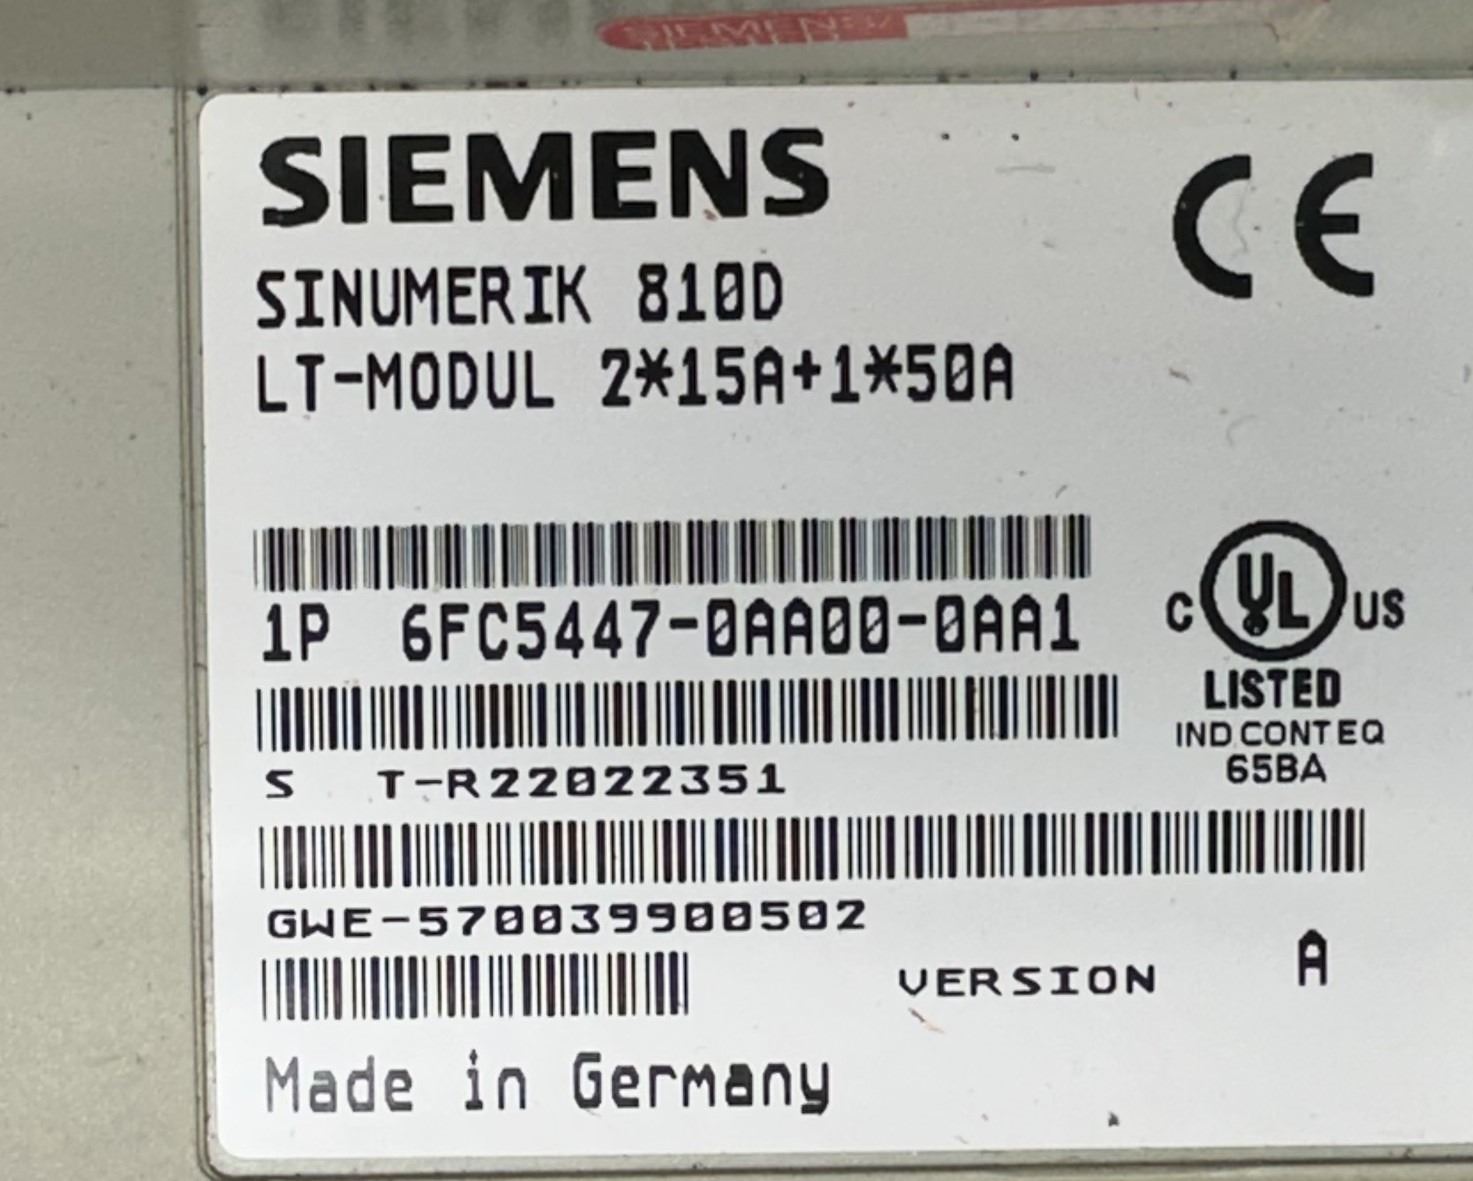 SIEMENS
SIEMENS
CE
SINUMERIK 810D
LT-MODUL 2*15A+1*50A
1P 6FC5447-0AA00-0AA1
C UL US
LISTED
IND CONT EQ
65BA
S T-R22022351
GWE-570039900502
VERSION A
Made in Germany